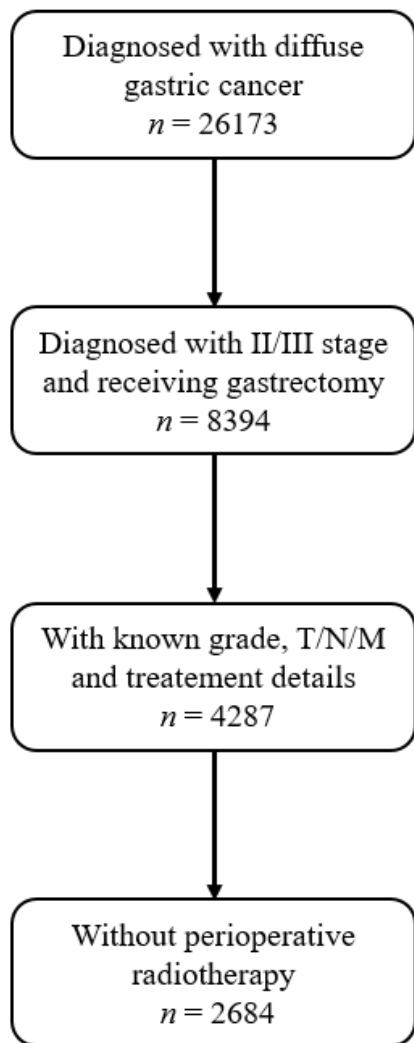 Diagnosed with diffuse
gastric cancer
n = 26173
Diagnosed with II/III stage
and receiving gastrectomy
n = 8394
With known grade, T/N/M
and treatement details
n = 4287
Without perioperative
radiotherapy
n = 2684